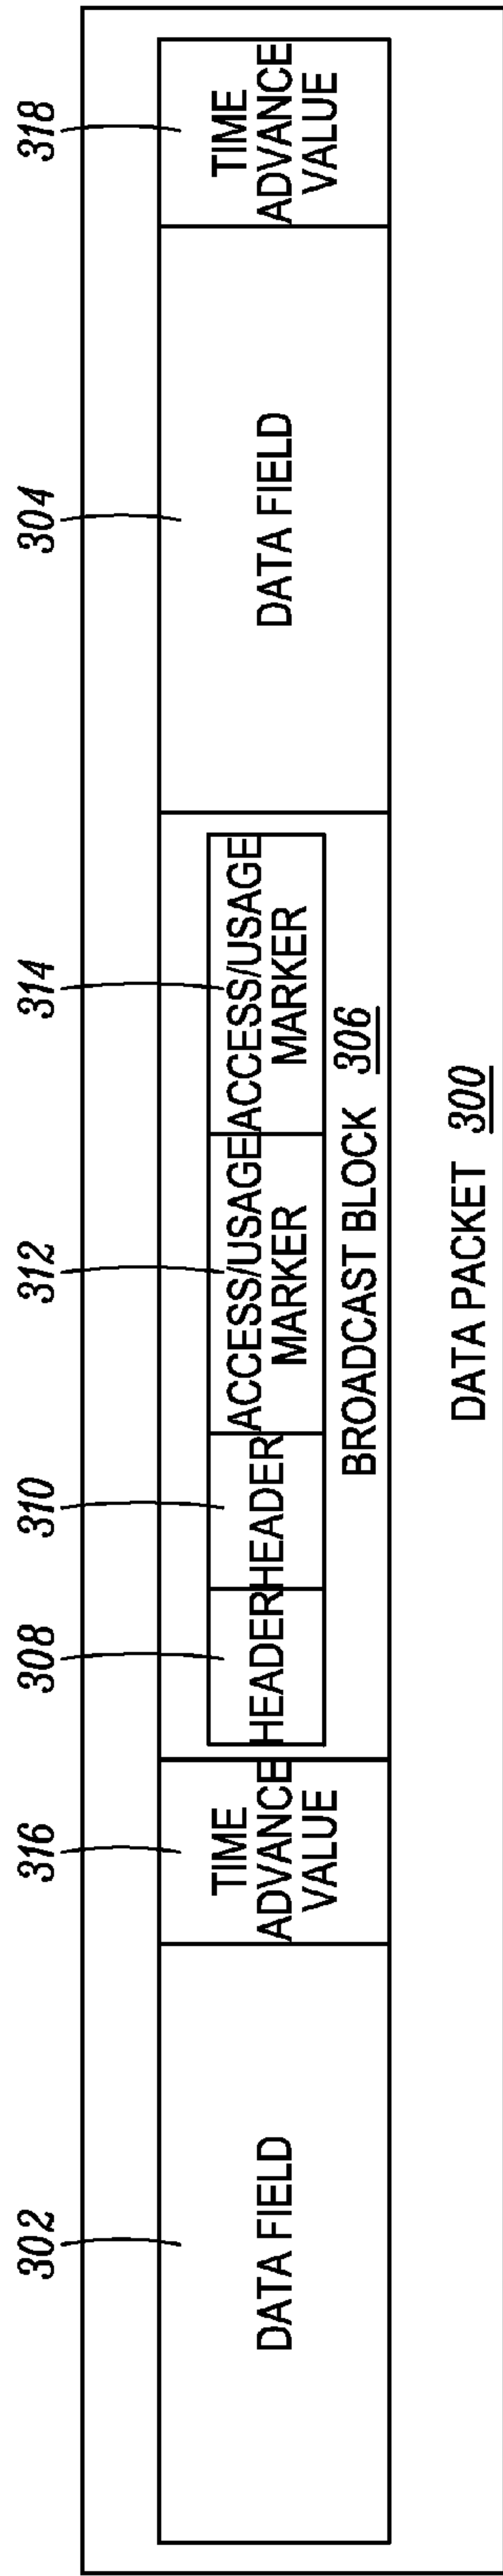 302
316
308
310
312
314
304
318
DATA FIELD
TIME
ADVANCE
VALUE
HEADER
HEADER
ACCESS/USAGE
MARKER
ACCESS/USAGE
MARKER
BROADCAST BLOCK 306
DATA FIELD
TIME
ADVANCE
VALUE
DATA PACKET 300